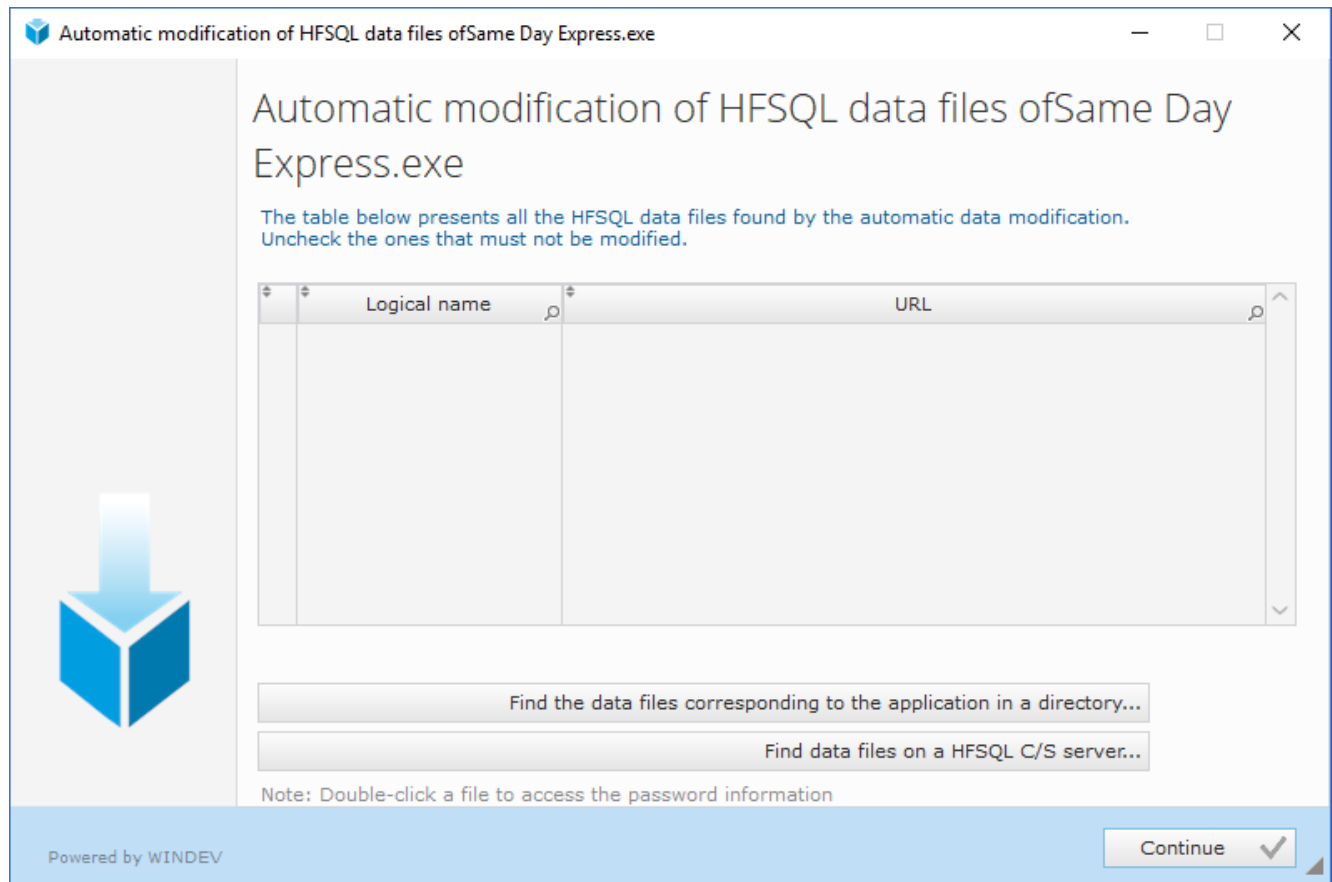 Automatic modification of HFSQL data files ofSame Day Express.exe
Automatic modification of HFSQL data files ofSame Day
Express.exe
The table below presents all the HFSQL data files found by the automatic data modification.
Uncheck the ones that must not be modified.
Logical name URL
Find the data files corresponding to the application in a directory...
Find data files on a HFSQL C/S server...
Note: Double-click a file to access the password information
Powered by WINDEV
Continue